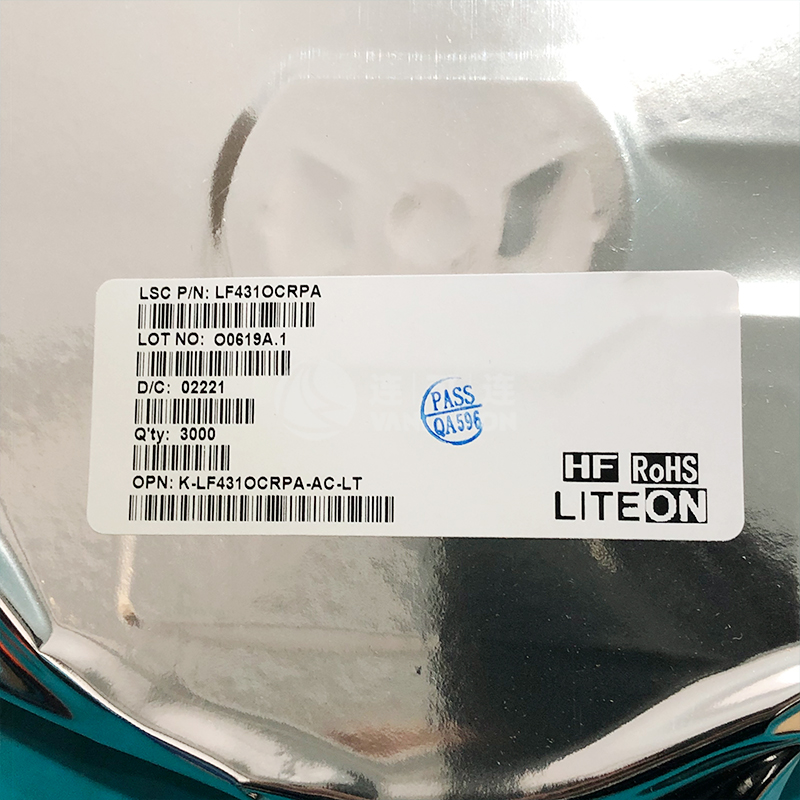 LSC P/N: LF431OCRPA
LOT NO: O0619A.1
D/C: 02221
Q'ty: 3000
OPN: K-LF431OCRPA-AC-LT
PASS
QA596
HF RoHS
LITEON